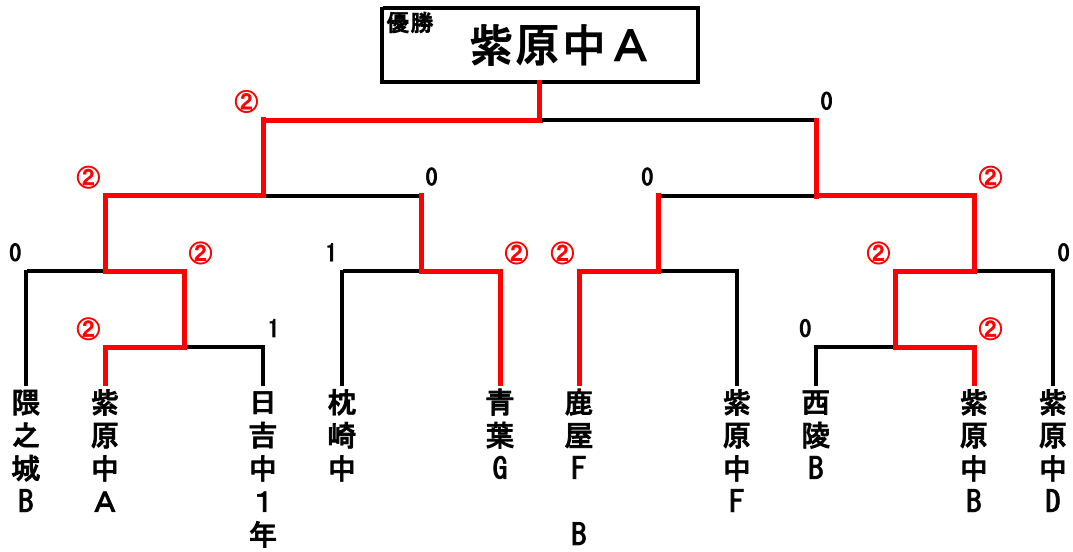 優勝
紫原中A
② 0
② 0 0 ②
0 ② 1 ② ② ② 0
② 1 0 ②
隈之城B
紫原中A
日吉中1年
枕崎中
青葉G
鹿屋F B
紫原中F
西陵B
紫原中B
紫原中D